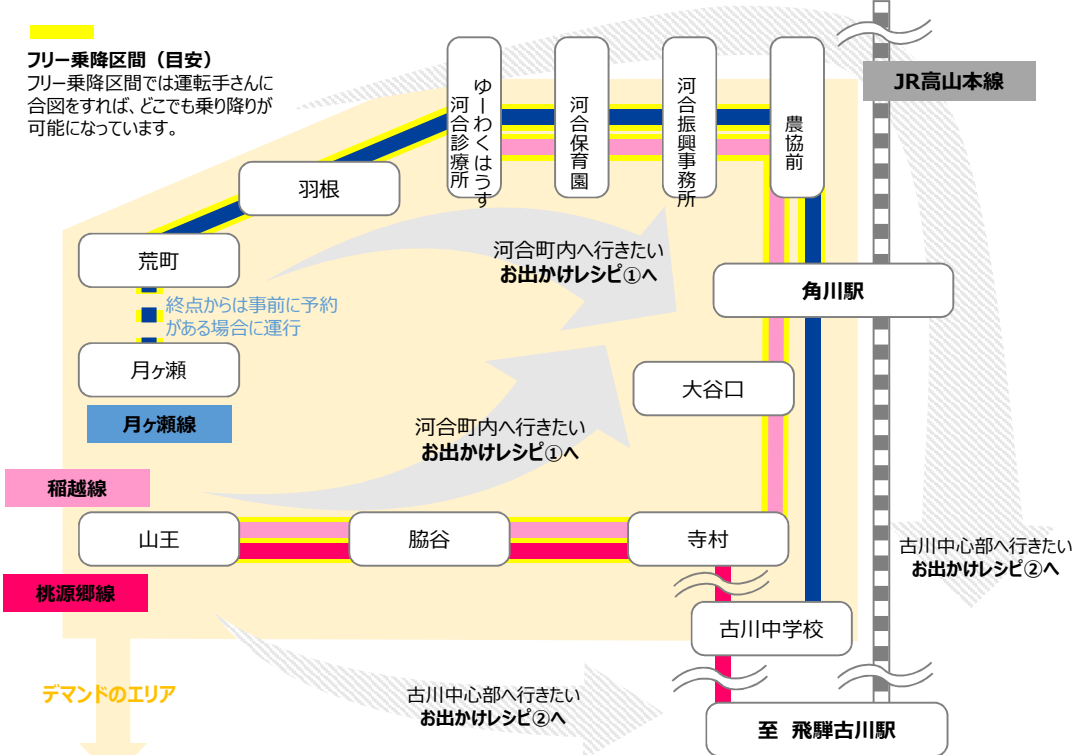 フリー乗降区間（目安）
フリー乗降区間では運転手さんに
合図をすれば、どこでも乗り降りが
可能になっています。
JR高山本線
ゆーわくはうす
河合診療所
河合保育園
河合振興事務所
農協前
羽根
荒町
河合町内へ行きたい
お出かけレシピ①へ
角川駅
終点からは事前に予約
がある場合に運行
月ヶ瀬
大谷口
月ヶ瀬線
河合町内へ行きたい
お出かけレシピ①へ
稲越線
山王
脇谷
寺村
古川中心部へ行きたい
お出かけレシピ②へ
桃源郷線
古川中学校
デマンドのエリア
古川中心部へ行きたい
お出かけレシピ②へ
至 飛騨古川駅